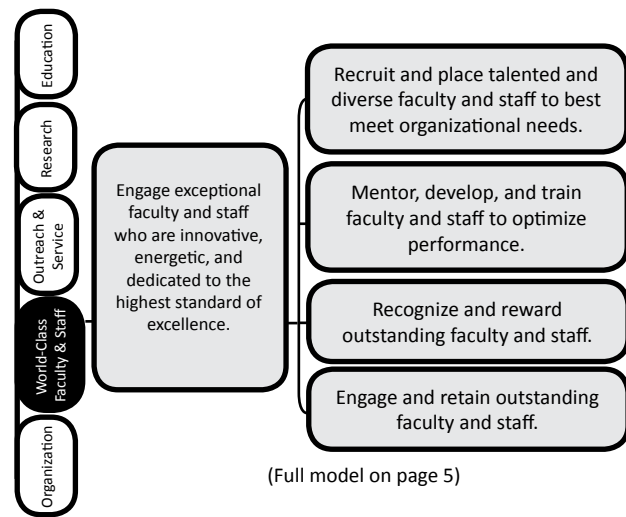 Education
Research
Outreach &
Service
World-Class
Faculty & Staff
Organization
Engage exceptional
faculty and staff
who are innovative,
energetic, and
dedicated to the
highest standard of
excellence.
Recruit and place talented and
diverse faculty and staff to best
meet organizational needs.
Mentor, develop, and train
faculty and staff to optimize
performance.
Recognize and reward
outstanding faculty and staff.
Engage and retain outstanding
faculty and staff.
(Full model on page 5)